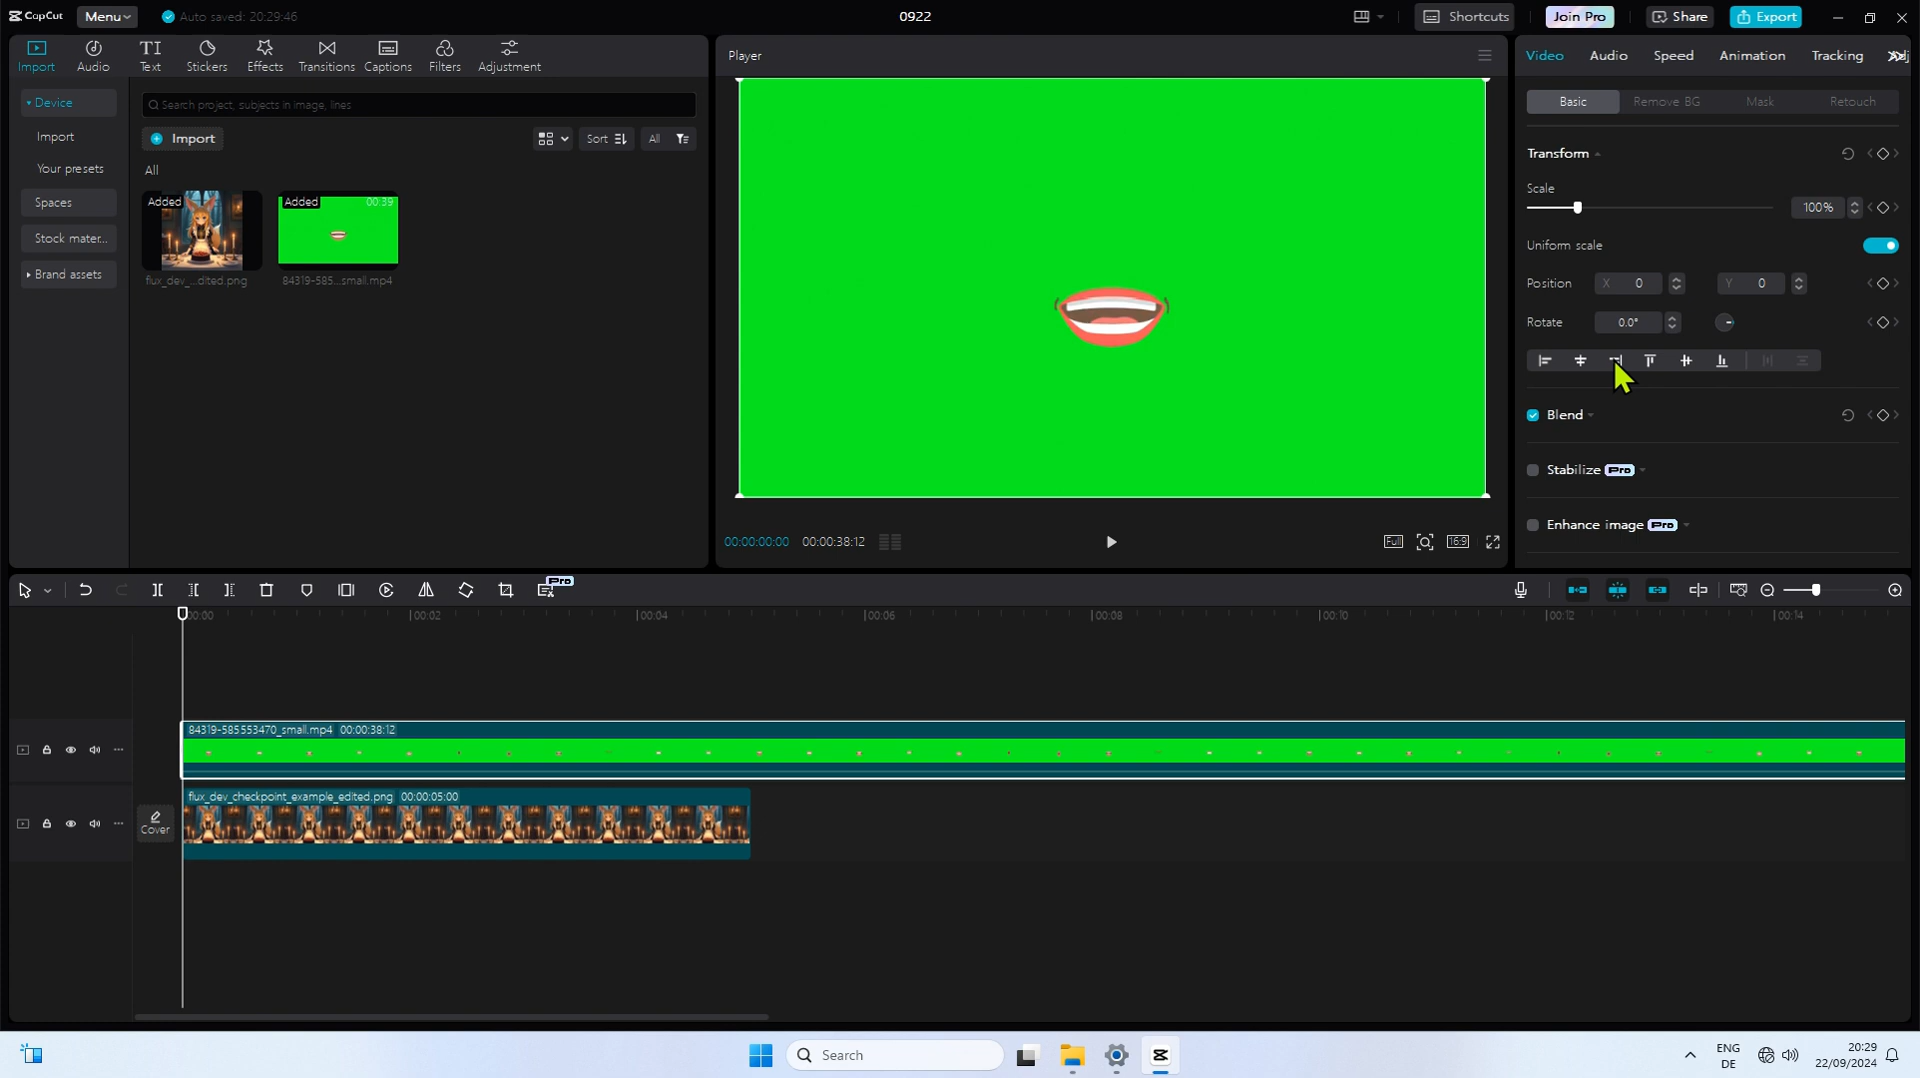 CapCut Menu Auto saved: 20:29:46 0922 Shortcuts Join Pro Share Export
Import Audio Text Stickers Effects Transitions Captions Filters Adjustment
Device
Import
Your presets
Spaces
Stock mater...
Brand assets
Search project, subjects in image, lines
Import Sort All
All
Added Added 00:39
flux_dev_...dited.png 84319-585...small.mp4
Player
00:00:00:00 00:00:38:12 Full 16:9
Video Audio Speed Animation Tracking
Basic Remove BG Mask Retouch
Transform
Scale
100%
Uniform scale
Position X 0 Y 0
Rotate 0.0°
Blend
Stabilize Pro
Enhance image Pro
Pro
00:00 00:02 00:04 00:06 00:08 00:10 00:12 00:14
84319-585553470_small.mp4 00:00:38:12
Cover
flux_dev_checkpoint_example_edited.png 00:00:05:00
Search
ENG
DE
20:29
22/09/2024